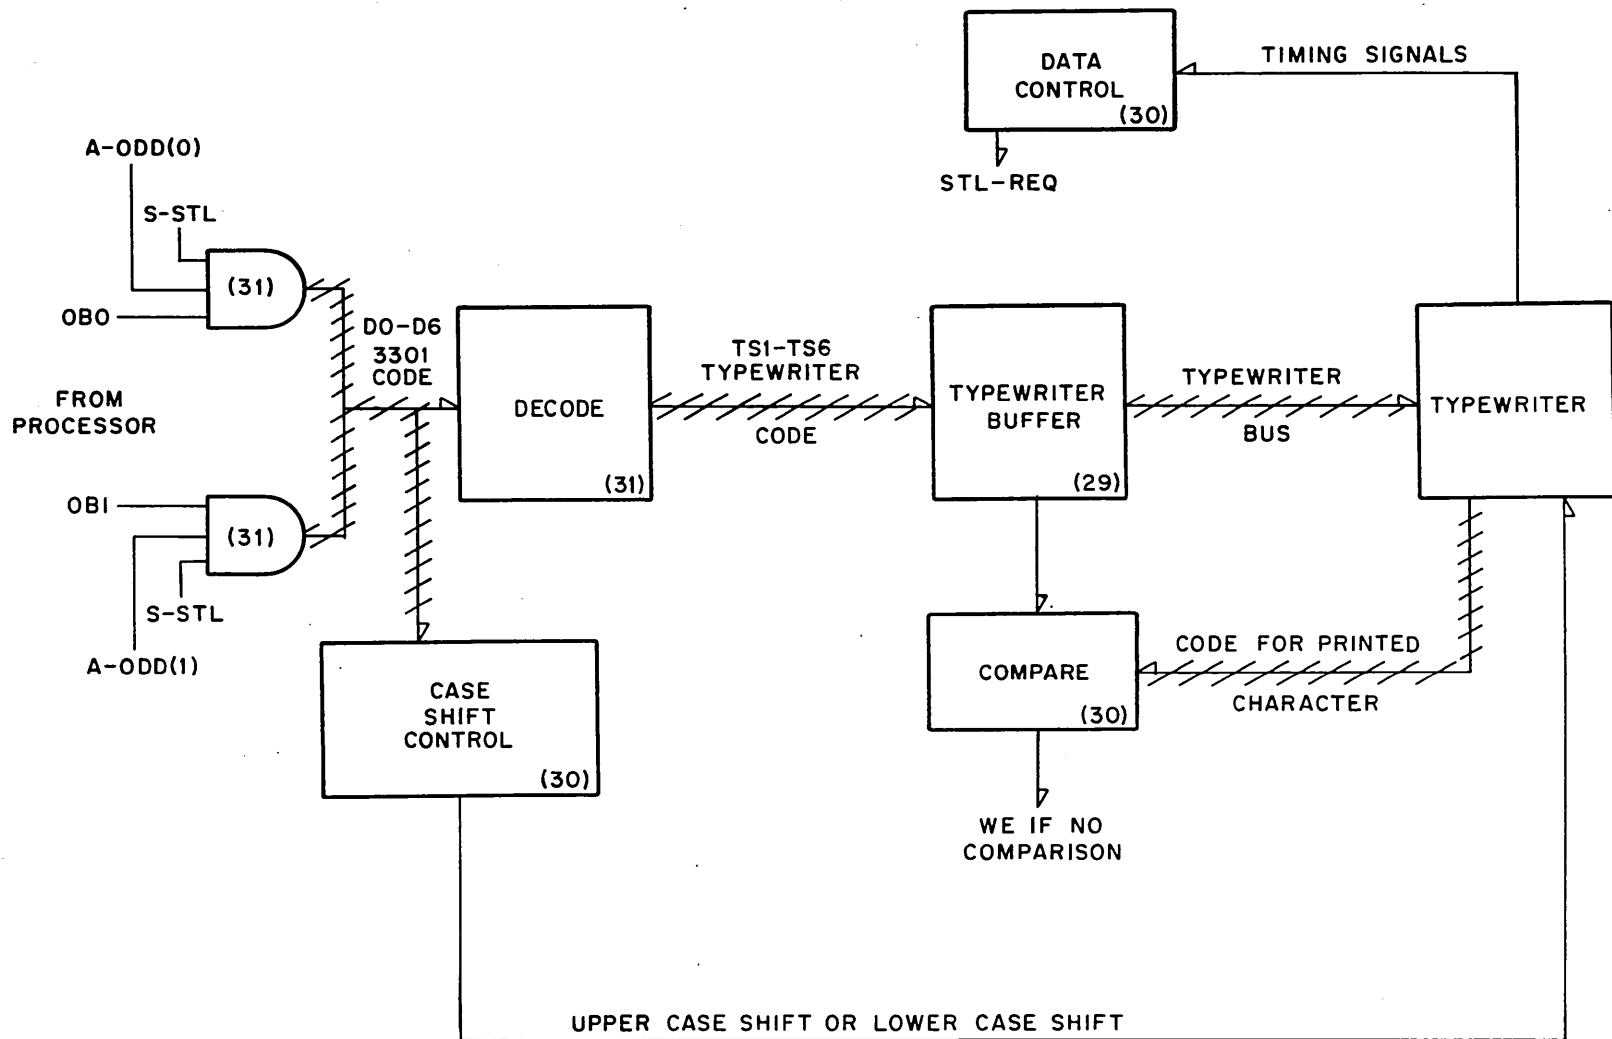 DATA
CONTROL
(30)
TIMING SIGNALS
STL-REQ
A-ODD(0)
S-STL
(31)
OBO
DO-D6
3301
CODE
FROM
PROCESSOR
DECODE
(31)
TS1-TS6
TYPEWRITER
CODE
TYPEWRITER
BUFFER
(29)
TYPEWRITER
BUS
TYPEWRITER
OBI
(31)
S-STL
A-ODD(1)
CASE
SHIFT
CONTROL
(30)
COMPARE
(30)
CODE FOR PRINTED
CHARACTER
WE IF NO
COMPARISON
UPPER CASE SHIFT OR LOWER CASE SHIFT